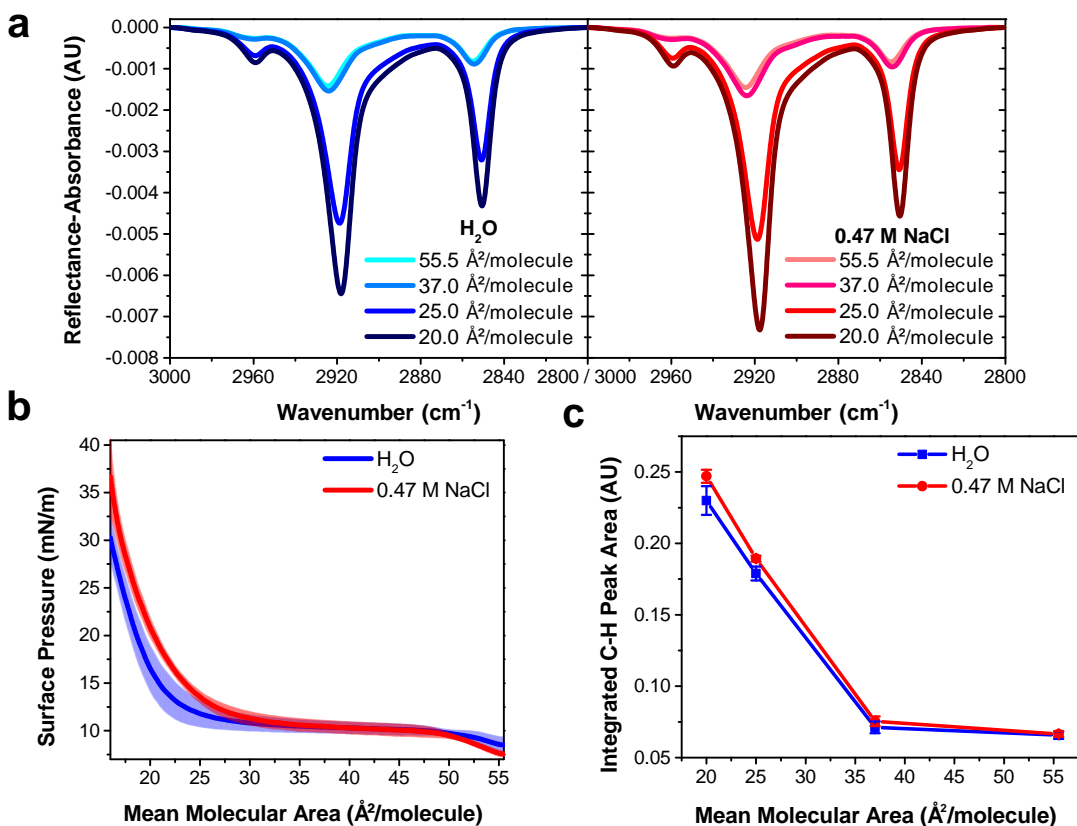 a
Reflectance-Absorbance (AU)
0.000
-0.001
-0.002
-0.003
-0.004
-0.005
-0.006
-0.007
-0.008
H₂O
55.5 Å²/molecule
37.0 Å²/molecule
25.0 Å²/molecule
20.0 Å²/molecule
0.47 M NaCl
55.5 Å²/molecule
37.0 Å²/molecule
25.0 Å²/molecule
20.0 Å²/molecule
3000 2960 2920 2880 2840 2800 / 3000 2960 2920 2880 2840 2800
Wavenumber (cm⁻¹) Wavenumber (cm⁻¹)
b
Surface Pressure (mN/m)
40
35
30
25
20
15
10
H₂O
0.47 M NaCl
20 25 30 35 40 45 50 55
Mean Molecular Area (Å²/molecule)
c
Integrated C-H Peak Area (AU)
0.25
0.20
0.15
0.10
0.05
H₂O
0.47 M NaCl
20 25 30 35 40 45 50 55
Mean Molecular Area (Å²/molecule)